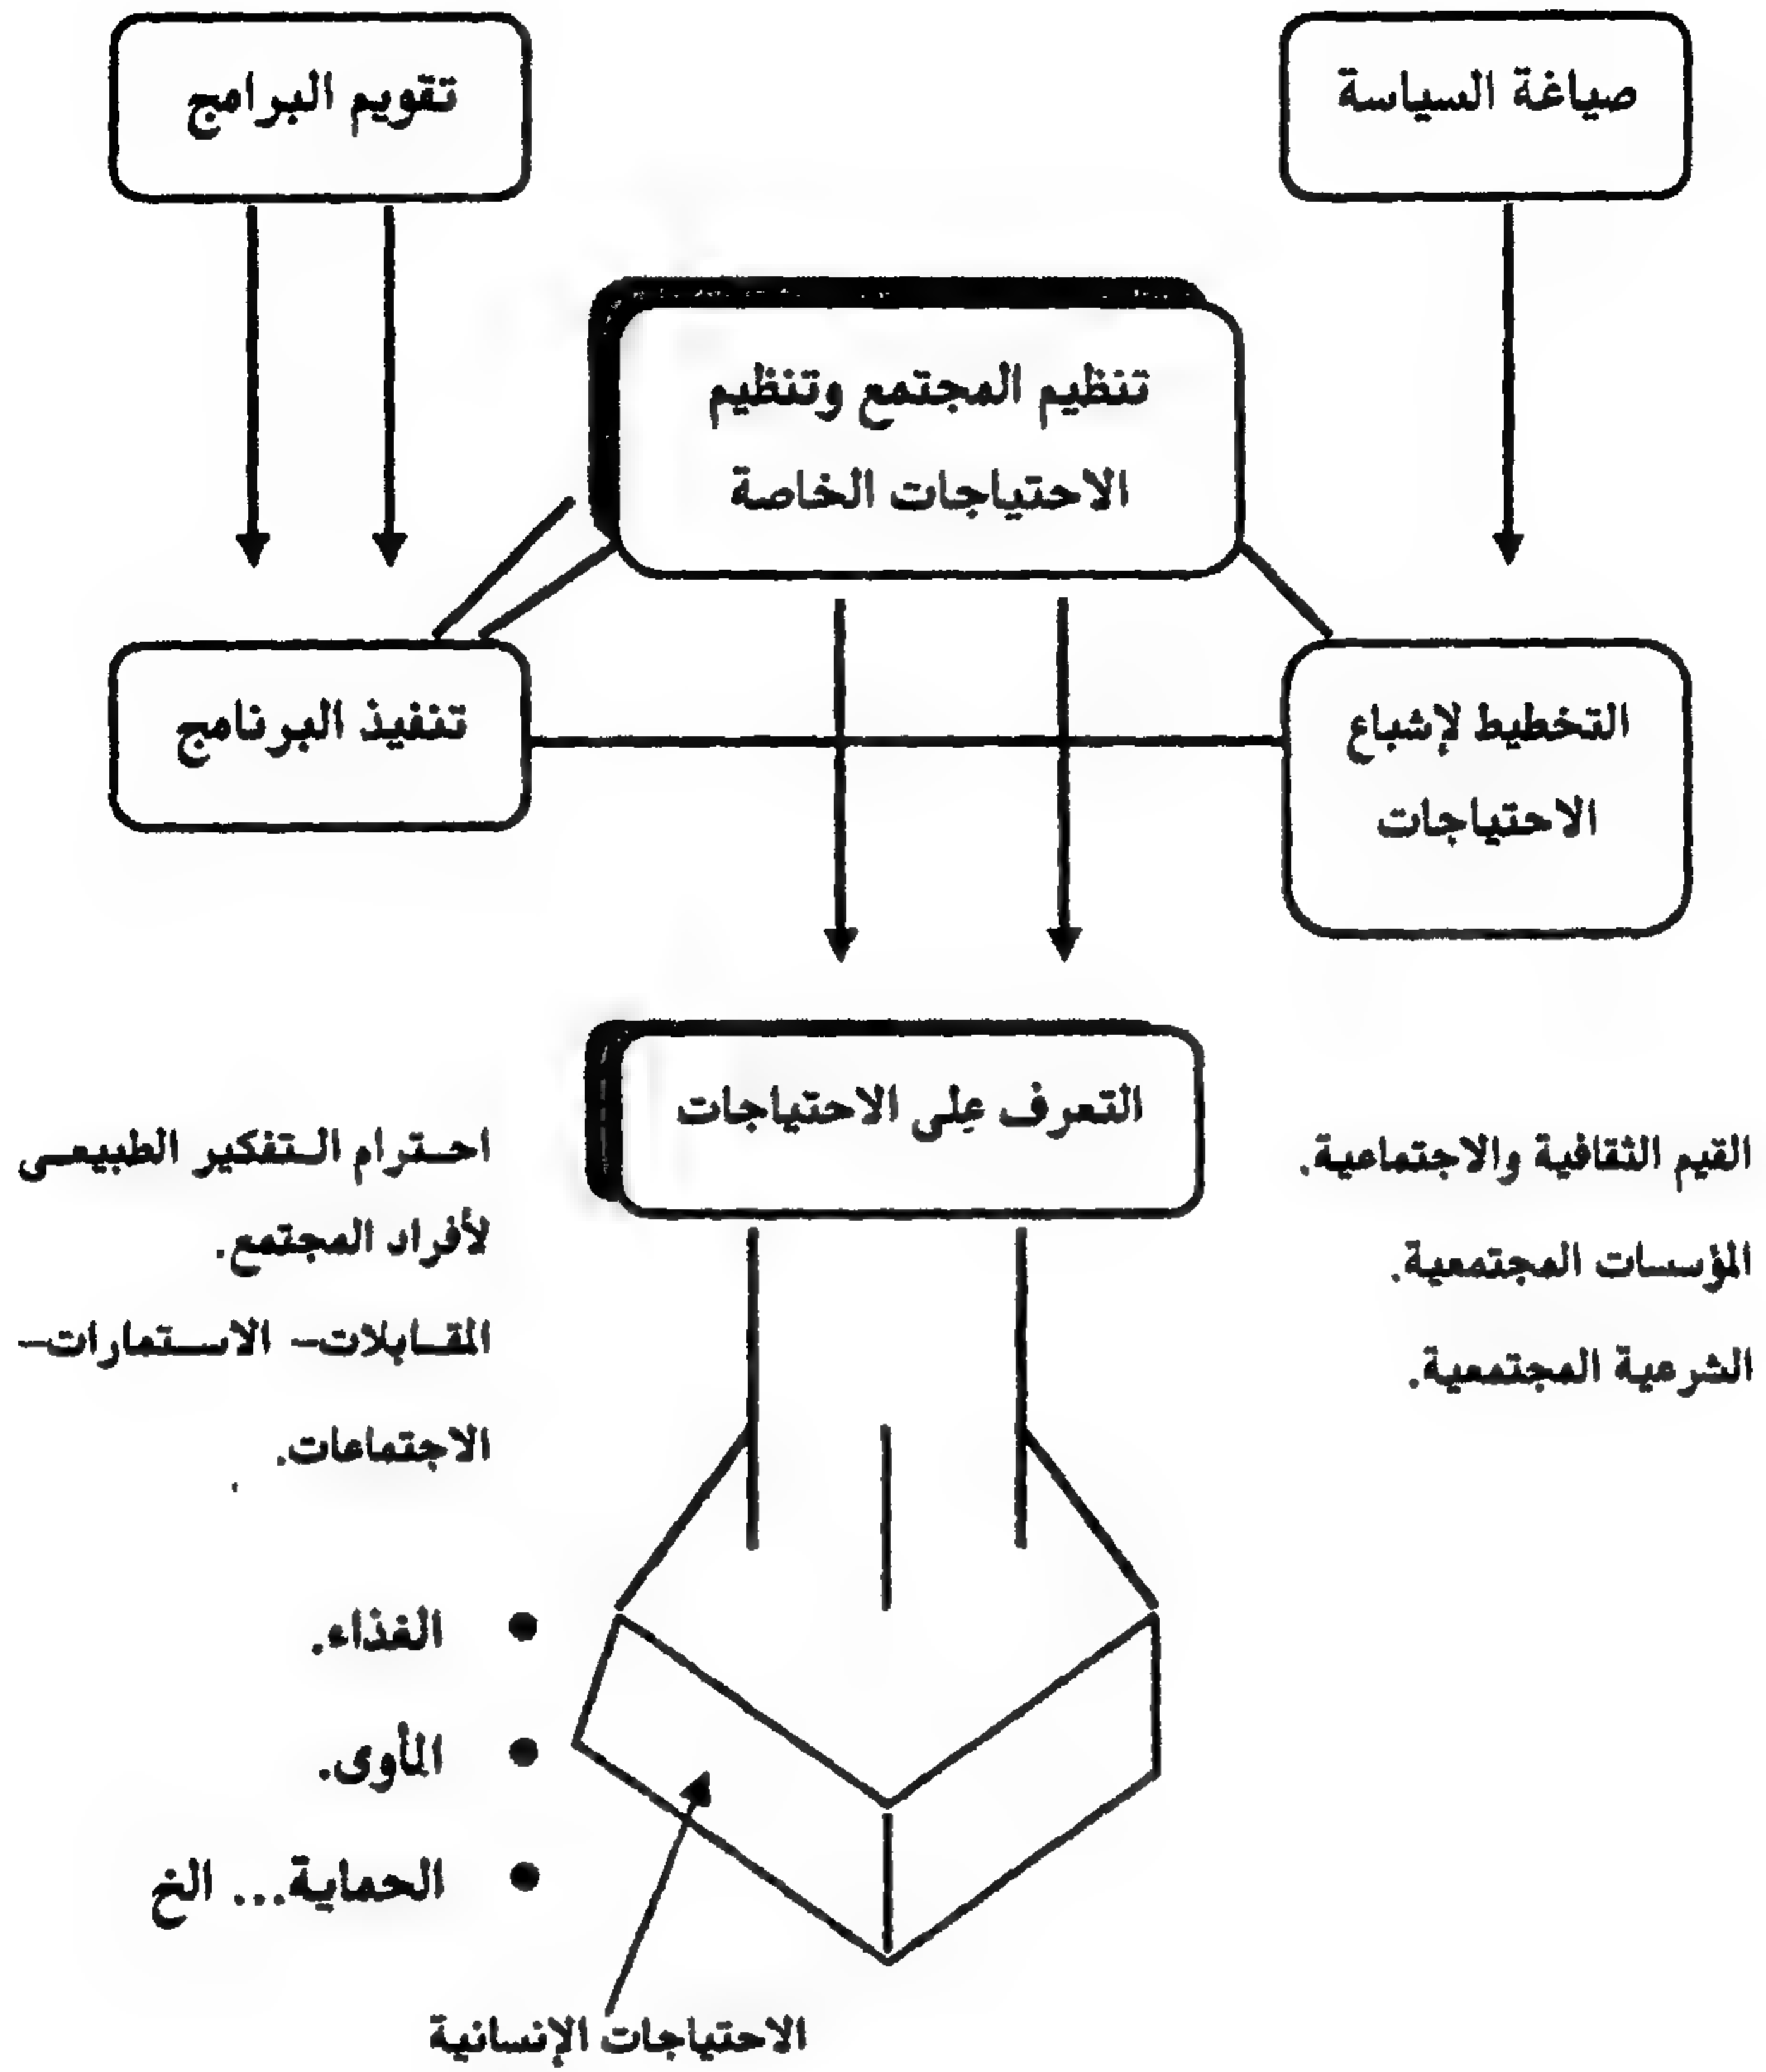 صياغة السياسة
تقويم البرامج
تنظيم المجتمع وتنظيم
الاحتياجات الخاصة
التخطيط لإشباع
الاحتياجات
تنفيذ البرنامج
التعرف على الاحتياجات
القيم الثقافية والاجتماعية.
المؤسسات المجتمعية.
الشرعية المجتمعية.
احترام التفكير الطبيعى
لأفراد المجتمع.
المقابلات- الاستمارات-
الاجتماعات.
• الغذاء.
• المأوى.
• الحماية... الخ
الاحتياجات الإنسانية